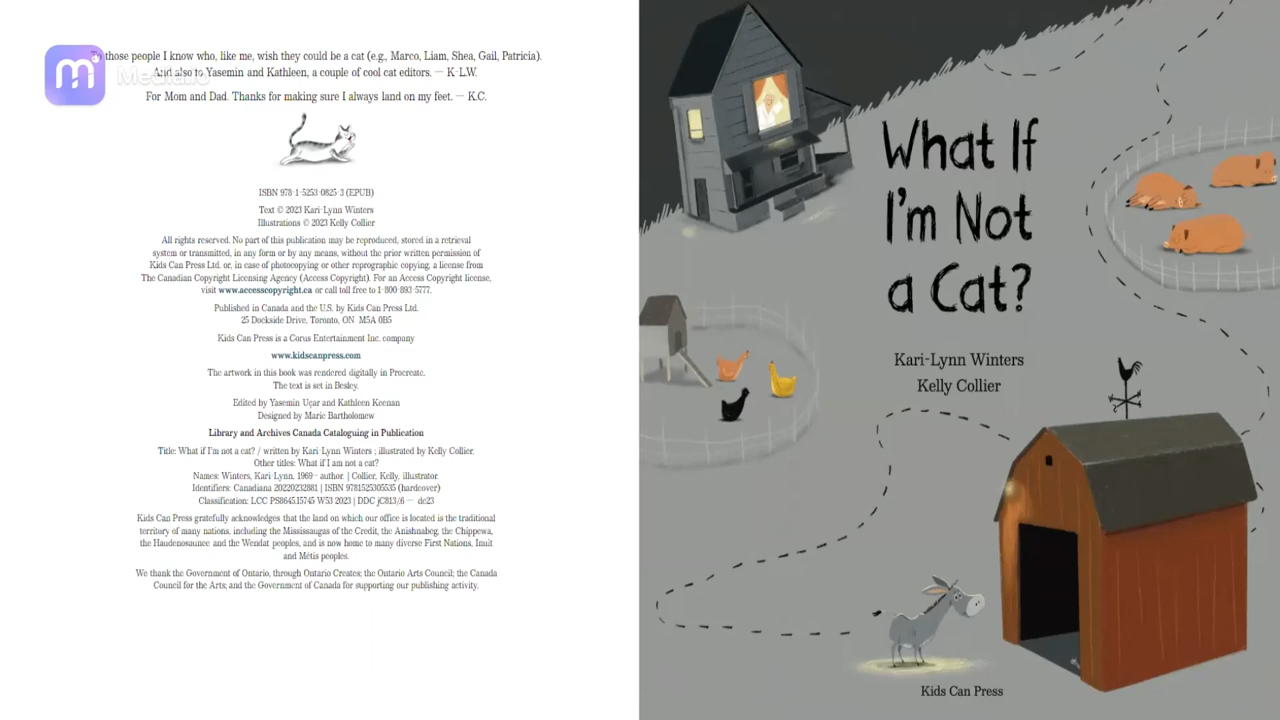 To those people I know who, like me, wish they could be a cat (e.g., Marco, Liam, Shea, Gail, Patricia).
And also to Yasemin and Kathleen, a couple of cool cat editors. — K-L.W.
For Mom and Dad. Thanks for making sure I always land on my feet. — K.C.
Media.io
ISBN 978-1-5253-0825-3 (EPUB)
Text © 2023 Kari-Lynn Winters
Illustrations © 2023 Kelly Collier
All rights reserved. No part of this publication may be reproduced, stored in a retrieval
system or transmitted, in any form or by any means, without the prior written permission of
Kids Can Press Ltd. or, in case of photocopying or other reprographic copying, a license from
The Canadian Copyright Licensing Agency (Access Copyright). For an Access Copyright license,
visit www.accesscopyright.ca or call toll free to 1-800-893-5777.
Published in Canada and the U.S. by Kids Can Press Ltd.
25 Dockside Drive, Toronto, ON M5A 0B5
Kids Can Press is a Corus Entertainment Inc. company
www.kidscanpress.com
The artwork in this book was rendered digitally in Procreate.
The text is set in Besley.
Edited by Yasemin Uçar and Kathleen Keenan
Designed by Marie Bartholomew
Library and Archives Canada Cataloguing in Publication
Title: What if I'm not a cat? / written by Kari-Lynn Winters ; illustrated by Kelly Collier.
Other titles: What if I am not a cat?
Names: Winters, Kari-Lynn, 1969– author. | Collier, Kelly, illustrator.
Identifiers: Canadiana 20220232881 | ISBN 9781525305535 (hardcover)
Classification: LCC PS8645.I5745 W53 2023 | DDC jC813/.6 — dc23
Kids Can Press gratefully acknowledges that the land on which our office is located is the traditional
territory of many nations, including the Mississaugas of the Credit, the Anishnabeg, the Chippewa,
the Haudenosaunee and the Wendat peoples, and is now home to many diverse First Nations, Inuit
and Métis peoples.
We thank the Government of Ontario, through Ontario Creates; the Ontario Arts Council; the Canada
Council for the Arts; and the Government of Canada for supporting our publishing activity.
What If
I'm Not
a Cat?
Kari-Lynn Winters
Kelly Collier
Kids Can Press